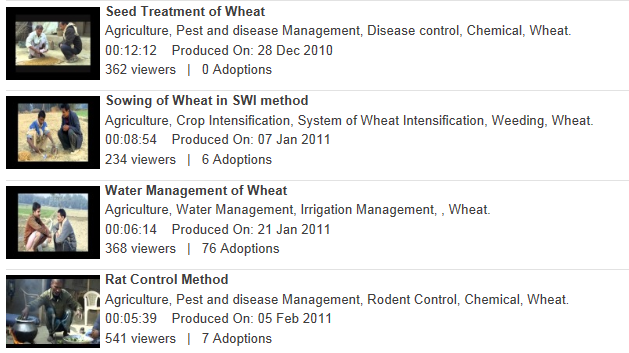 Seed Treatment of Wheat
Agriculture, Pest and disease Management, Disease control, Chemical, Wheat.
00:12:12 Produced On: 28 Dec 2010
362 viewers | 0 Adoptions
Sowing of Wheat in SWI method
Agriculture, Crop Intensification, System of Wheat Intensification, Weeding, Wheat.
00:08:54 Produced On: 07 Jan 2011
234 viewers | 6 Adoptions
Water Management of Wheat
Agriculture, Water Management, Irrigation Management, , Wheat.
00:06:14 Produced On: 21 Jan 2011
368 viewers | 76 Adoptions
Rat Control Method
Agriculture, Pest and disease Management, Rodent Control, Chemical, Wheat.
00:05:39 Produced On: 05 Feb 2011
541 viewers | 7 Adoptions